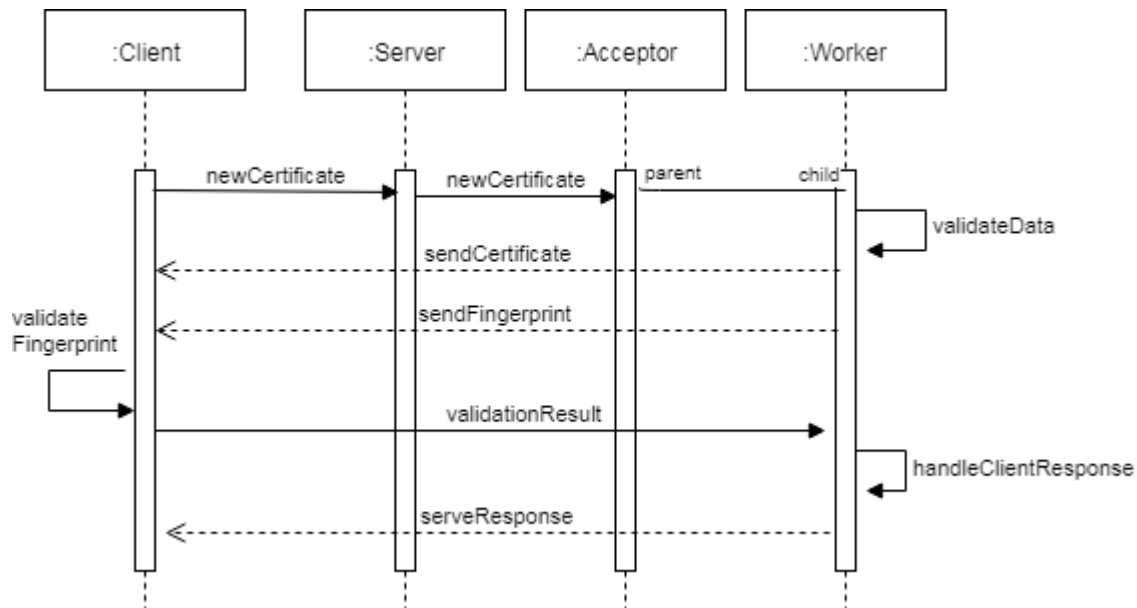 :Client
:Server
:Acceptor
:Worker
newCertificate
newCertificate
parent
child
validateData
sendCertificate
sendFingerprint
validate
Fingerprint
validationResult
handleClientResponse
serveResponse